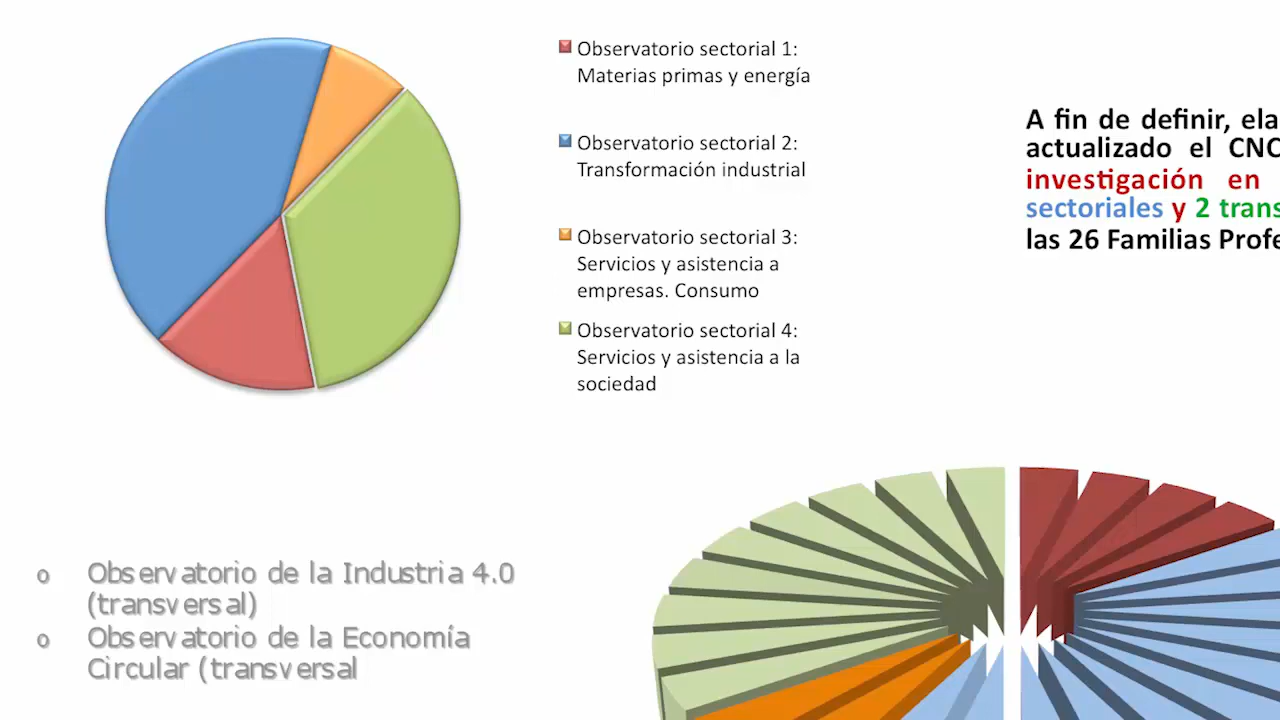 Observatorio sectorial 1:
Materias primas y energía
Observatorio sectorial 2:
Transformación industrial
Observatorio sectorial 3:
Servicios y asistencia a
empresas. Consumo
Observatorio sectorial 4:
Servicios y asistencia a la
sociedad
A fin de definir,
actualizado el
investigación en
sectoriales y 2
las 26 Familias
o Observatorio de la Industria 4.0
(transversal)
o Observatorio de la Economía
Circular (transversal